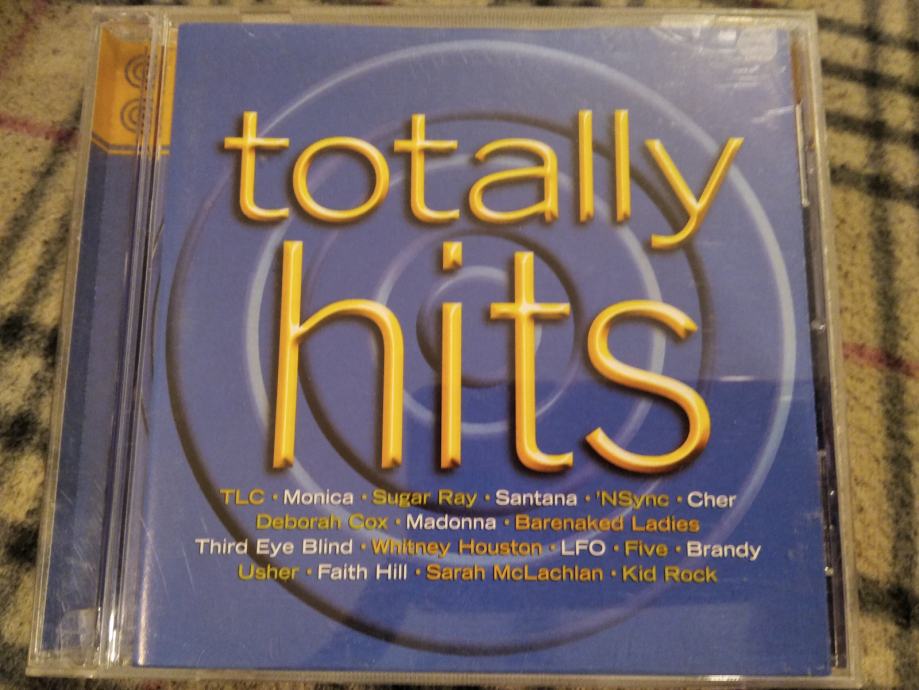 totally
hits
TLC • Monica • Sugar Ray • Santana • 'NSync • Cher
Deborah Cox • Madonna • Barenaked Ladies
Third Eye Blind • Whitney Houston • LFO • Five • Brandy
Usher • Faith Hill • Sarah McLachlan • Kid Rock